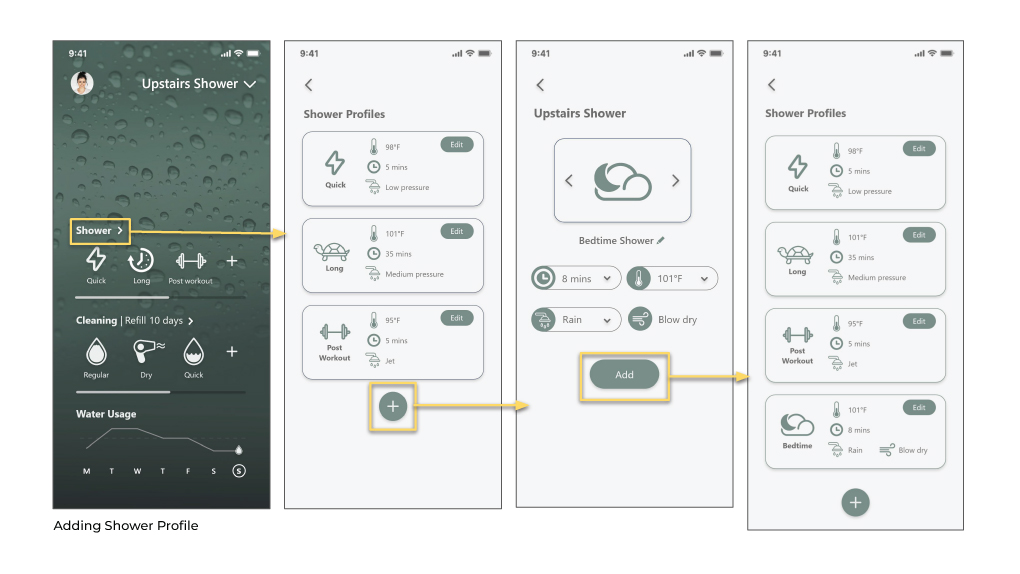 9:41
Upstairs Shower
Shower >
Quick
Long
Post workout
+
Cleaning | Refill 10 days >
Regular
Dry
Quick
+
Water Usage
M T W T F S S
9:41
Shower Profiles
98°F
Edit
5 mins
Quick
Low pressure
101°F
Edit
35 mins
Long
Medium pressure
95°F
Edit
5 mins
Post
Workout
Jet
+
9:41
Upstairs Shower
Bedtime Shower
8 mins
101°F
Rain
Blow dry
Add
9:41
Shower Profiles
98°F
Edit
5 mins
Quick
Low pressure
101°F
Edit
35 mins
Long
Medium pressure
95°F
Edit
5 mins
Post
Workout
Jet
101°F
Edit
8 mins
Bedtime
Rain
Blow dry
+
Adding Shower Profile